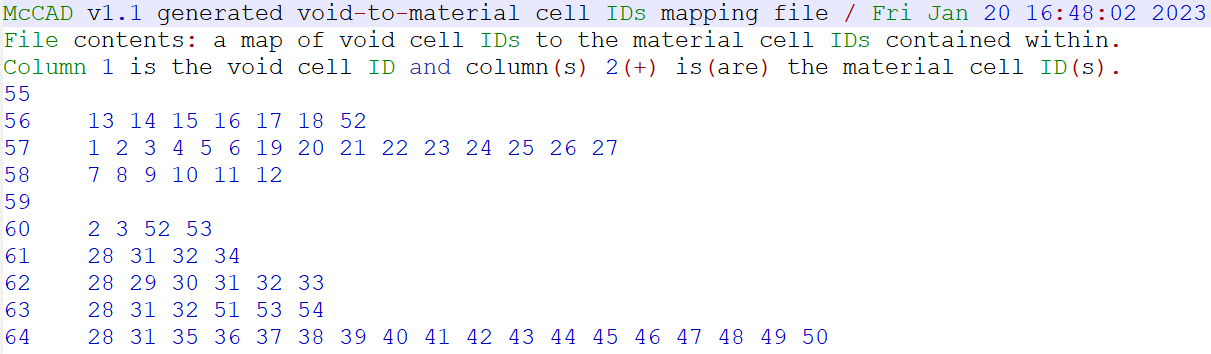 McCAD v1.1 generated void-to-material cell IDs mapping file / Fri Jan 20 16:48:02 2023
File contents: a map of void cell IDs to the material cell IDs contained within.
Column 1 is the void cell ID and column(s) 2(+) is(are) the material cell ID(s).
55
56 13 14 15 16 17 18 52
57 1 2 3 4 5 6 19 20 21 22 23 24 25 26 27
58 7 8 9 10 11 12
59
60 2 3 52 53
61 28 31 32 34
62 28 29 30 31 32 33
63 28 31 32 51 53 54
64 28 31 35 36 37 38 39 40 41 42 43 44 45 46 47 48 49 50